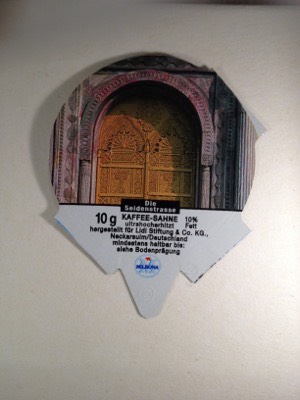 Die
Seidenstrasse
10 g KAFFEE-SAHNE 10%
ultrahocherhitzt Fett
hergestellt für Lidl Stiftung & Co. KG.,
Neckarsulm/Deutschland
mindestens haltbar bis:
siehe Bodenprägung
MILBONA